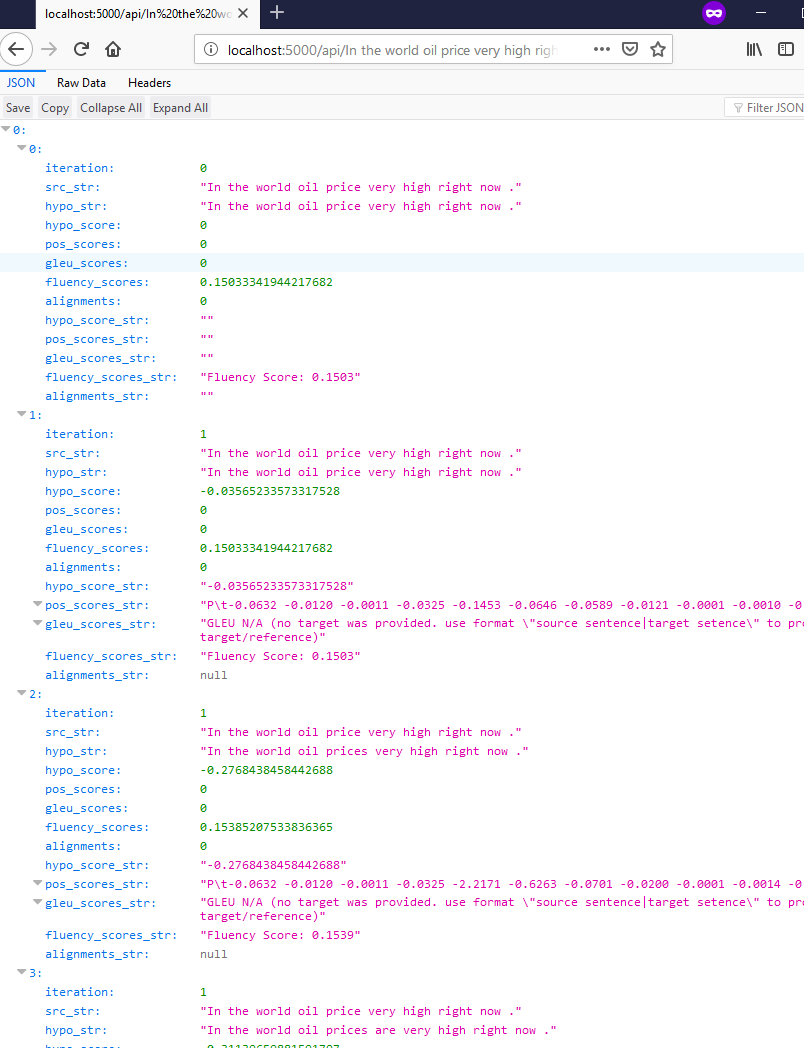 localhost:5000/api/In%20the%20wo
localhost:5000/api/In the world oil price very high righ
JSON Raw Data Headers
Save Copy Collapse All Expand All Filter JSON
0:
0:
iteration: 0
src_str: "In the world oil price very high right now ."
hypo_str: "In the world oil price very high right now ."
hypo_score: 0
pos_scores: 0
gleu_scores: 0
fluency_scores: 0.15033341944217682
alignments: 0
hypo_score_str: ""
pos_scores_str: ""
gleu_scores_str: ""
fluency_scores_str: "Fluency Score: 0.1503"
alignments_str: ""
1:
iteration: 1
src_str: "In the world oil price very high right now ."
hypo_str: "In the world oil price very high right now ."
hypo_score: -0.03565233573317528
pos_scores: 0
gleu_scores: 0
fluency_scores: 0.15033341944217682
alignments: 0
hypo_score_str: "-0.03565233573317528"
pos_scores_str: "P\t-0.0632 -0.0120 -0.0011 -0.0325 -0.1453 -0.0646 -0.0589 -0.0121 -0.0001 -0.0010 -0
gleu_scores_str: "GLEU N/A (no target was provided. use format \"source sentence|target setence\" to pro
target/reference)"
fluency_scores_str: "Fluency Score: 0.1503"
alignments_str: null
2:
iteration: 1
src_str: "In the world oil price very high right now ."
hypo_str: "In the world oil prices very high right now ."
hypo_score: -0.2768438458442688
pos_scores: 0
gleu_scores: 0
fluency_scores: 0.15385207533836365
alignments: 0
hypo_score_str: "-0.2768438458442688"
pos_scores_str: "P\t-0.0632 -0.0120 -0.0011 -0.0325 -2.2171 -0.6263 -0.0701 -0.0200 -0.0001 -0.0014 -0
gleu_scores_str: "GLEU N/A (no target was provided. use format \"source sentence|target setence\" to pro
target/reference)"
fluency_scores_str: "Fluency Score: 0.1539"
alignments_str: null
3:
iteration: 1
src_str: "In the world oil price very high right now ."
hypo_str: "In the world oil prices are very high right now ."
hypo_score: